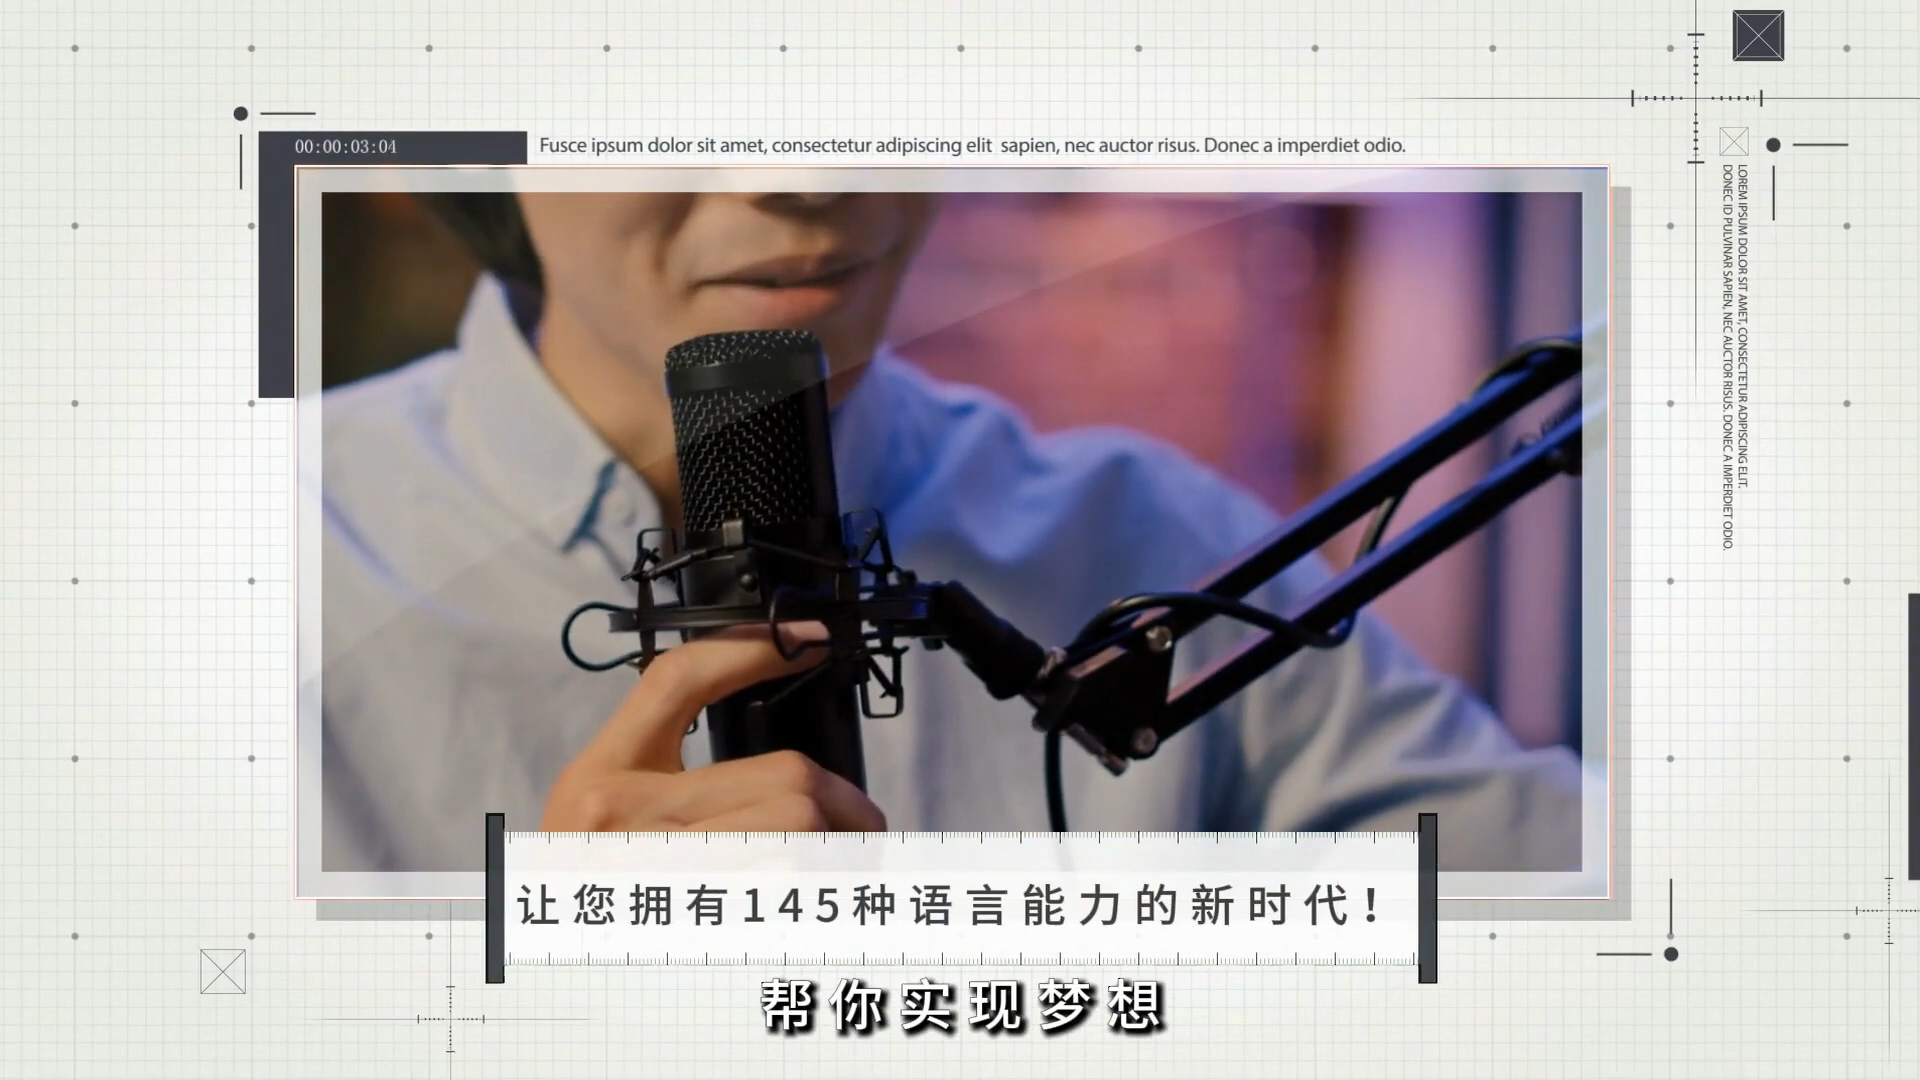 00:00:03:04
Fusce ipsum dolor sit amet, consectetur adipiscing elit sapien, nec auctor risus. Donec a imperdiet odio.
LOREM IPSUM DOLOR SIT AMET, CONSECTETUR ADIPISCING ELIT.
DONEC ID PULVINAR SAPIEN, NEC AUCTOR RISUS. DONEC A IMPERDIET ODIO.
让您拥有145种语言能力的新时代！
帮你实现梦想